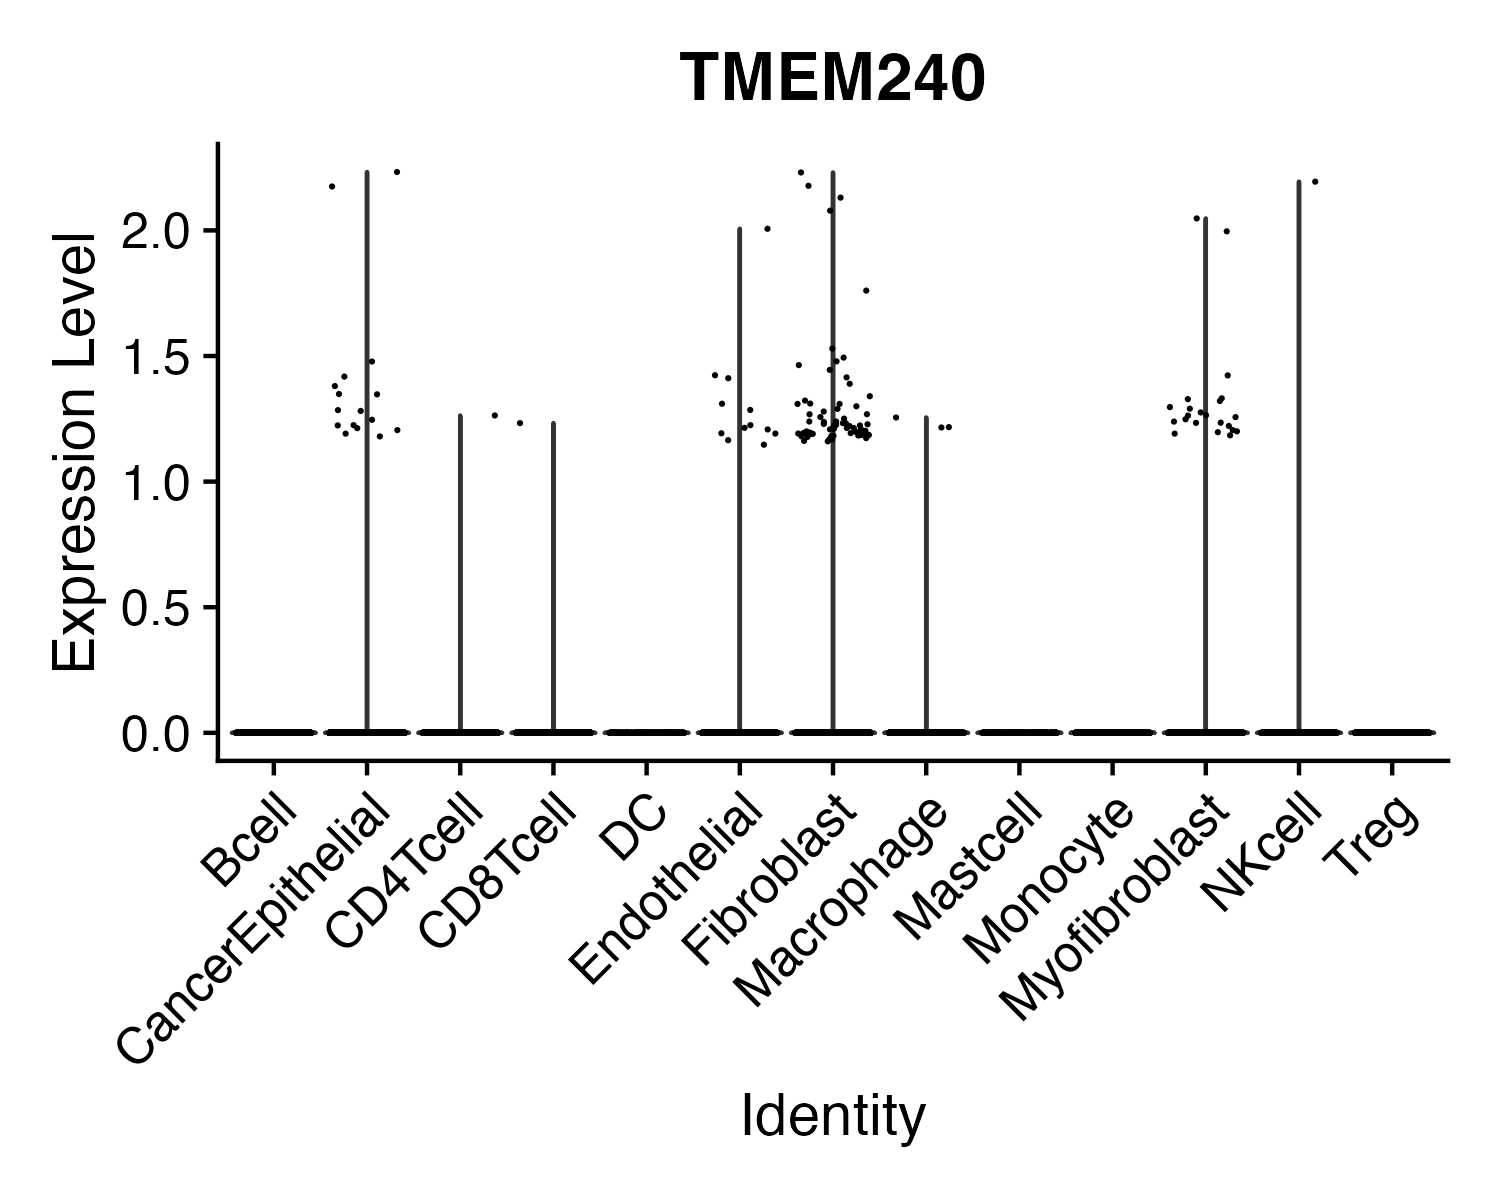 TMEM240
Expression Level
2.0
1.5
1.0
0.5
0.0
Bcell
CancerEpithelial
CD4Tcell
CD8Tcell
DC
Endothelial
Fibroblast
Macrophage
Mastcell
Monocyte
Myofibroblast
NKcell
Treg
Identity